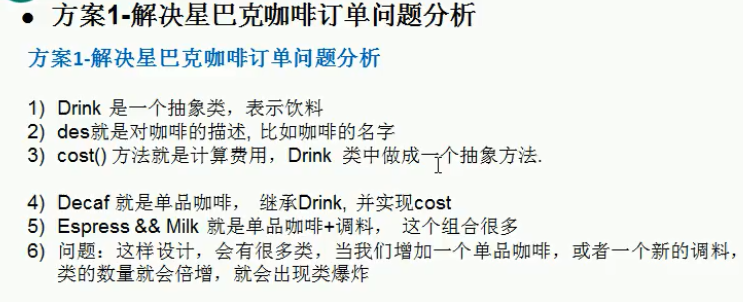 ● 方案1-解决星巴克咖啡订单问题分析
方案1-解决星巴克咖啡订单问题分析
1) Drink 是一个抽象类，表示饮料
2) des就是对咖啡的描述, 比如咖啡的名字
3) cost() 方法就是计算费用，Drink 类中做成一个抽象方法.
4) Decaf 就是单品咖啡， 继承Drink, 并实现cost
5) Espress && Milk 就是单品咖啡+调料， 这个组合很多
6) 问题：这样设计，会有很多类，当我们增加一个单品咖啡，或者一个新的调料，
类的数量就会倍增，就会出现类爆炸